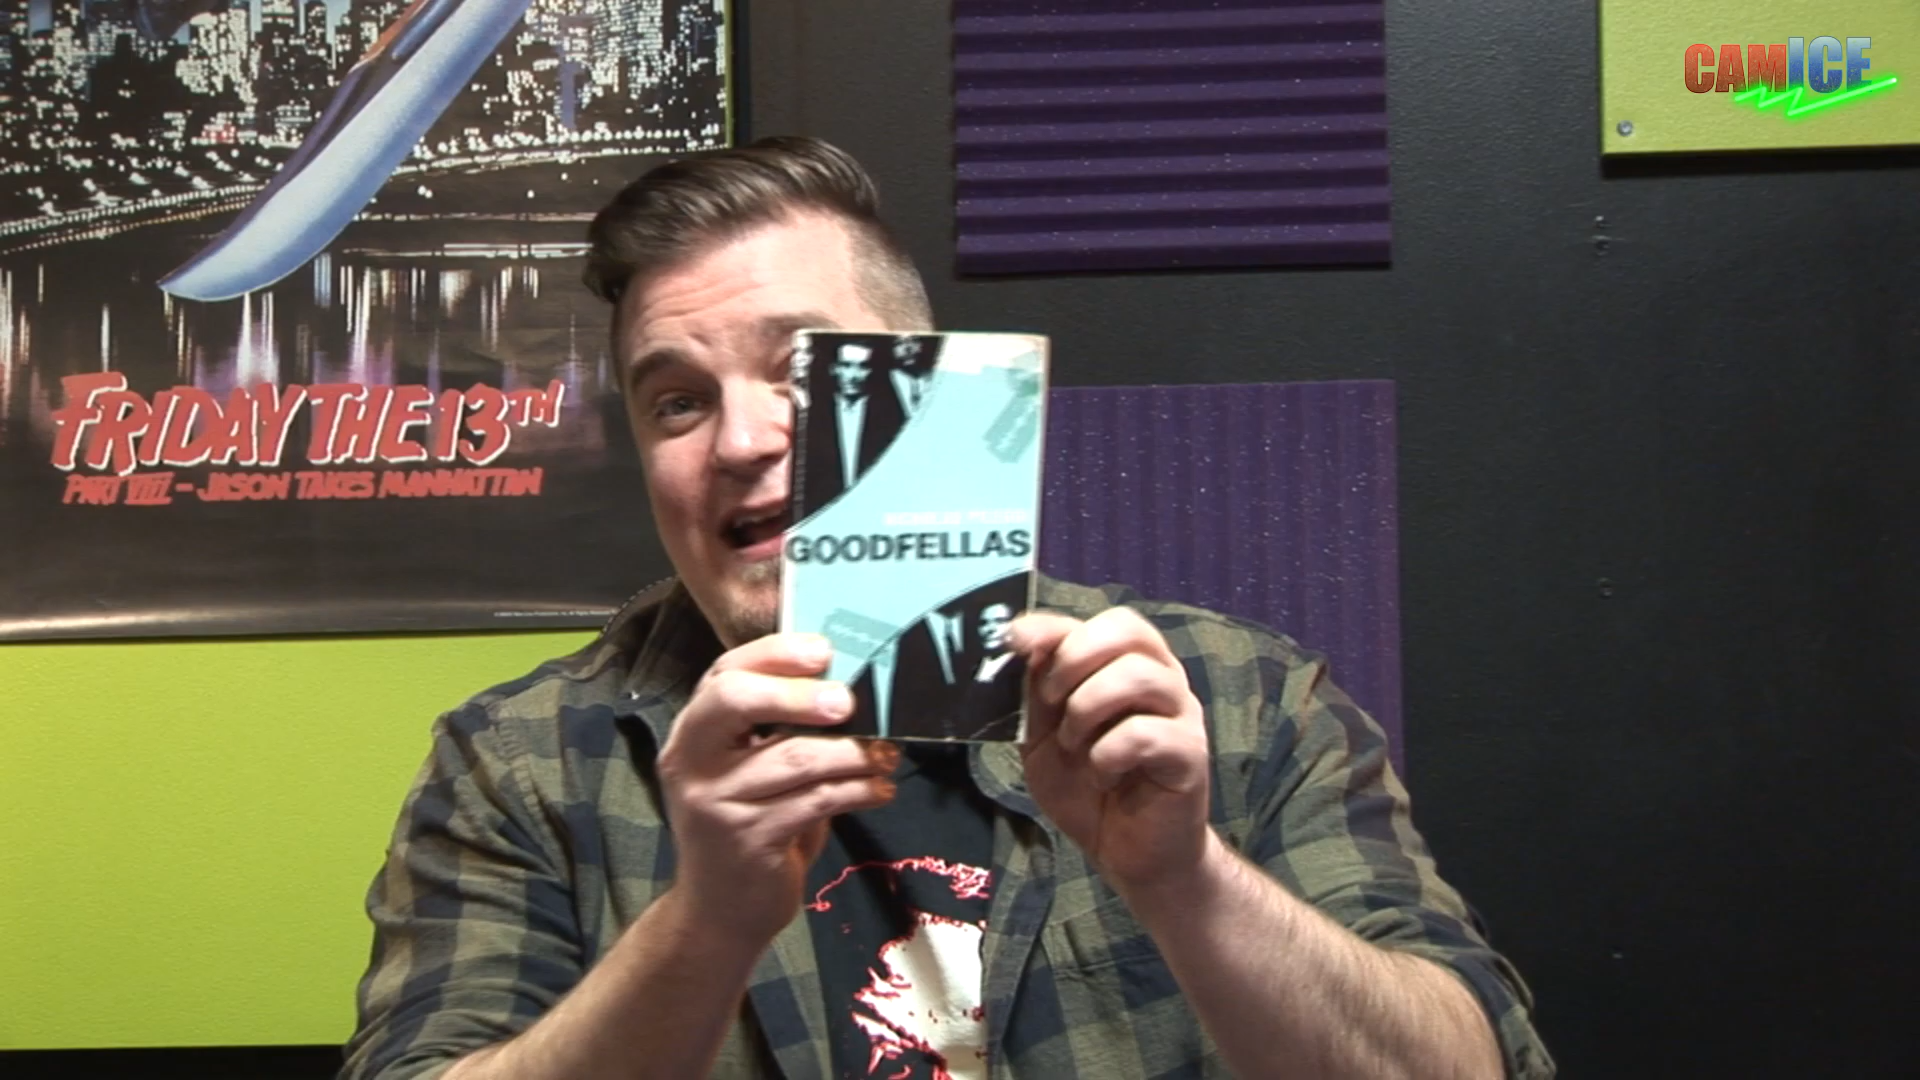 CAMICE
FRIDAY THE 13TH
PART VIII - JASON TAKES MANHATTAN
GOODFELLAS